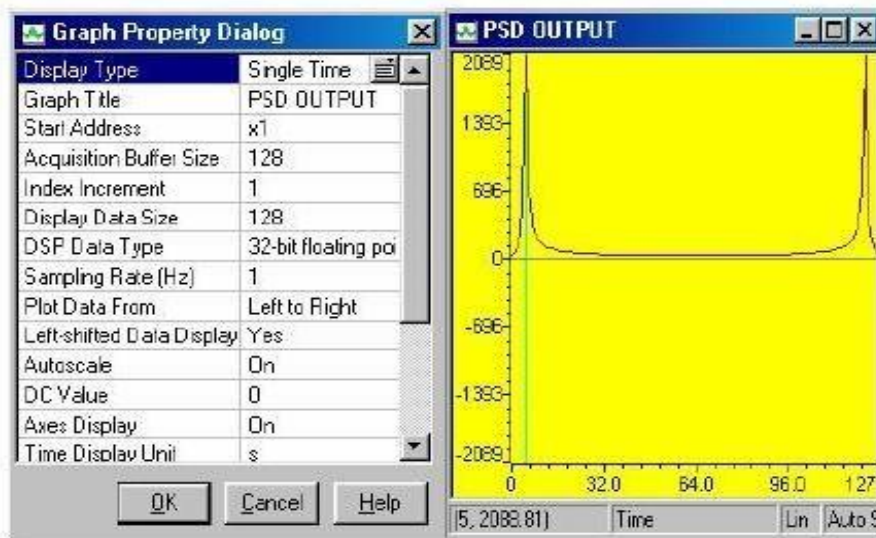 Graph Property Dialog
Display Type Single Time
Graph Title PSD OUTPUT
Start Address x1
Acquisition Buffer Size 128
Index Increment 1
Display Data Size 128
DSP Data Type 32-bit floating poi
Sampling Rate (Hz) 1
Plot Data From Left to Right
Left-shifted Data Display Yes
Autoscale On
DC Value 0
Axes Display On
Time Display Unit s
OK Cancel Help
PSD OUTPUT
2089
1393
696
0
-696
-1393
-2089
0 32.0 64.0 96.0 127
(5, 2088.81) Time Lin Auto S